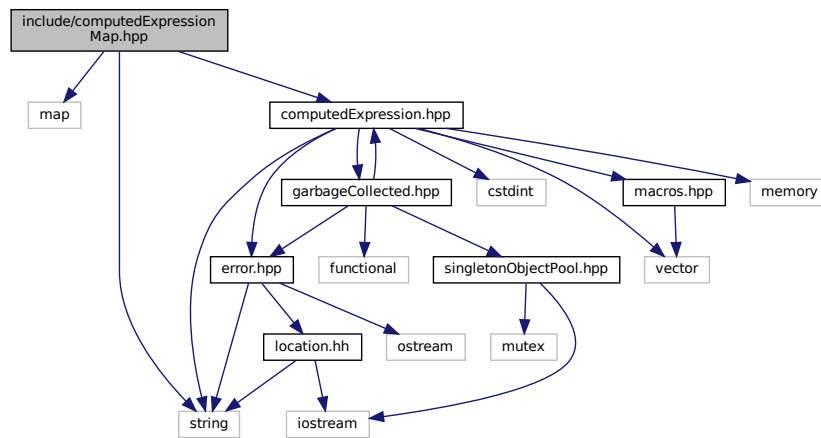 include/computedExpression
Map.hpp
map
computedExpression.hpp
garbageCollected.hpp
cstdint
macros.hpp
memory
error.hpp
functional
singletonObjectPool.hpp
vector
location.hh
ostream
mutex
string
iostream